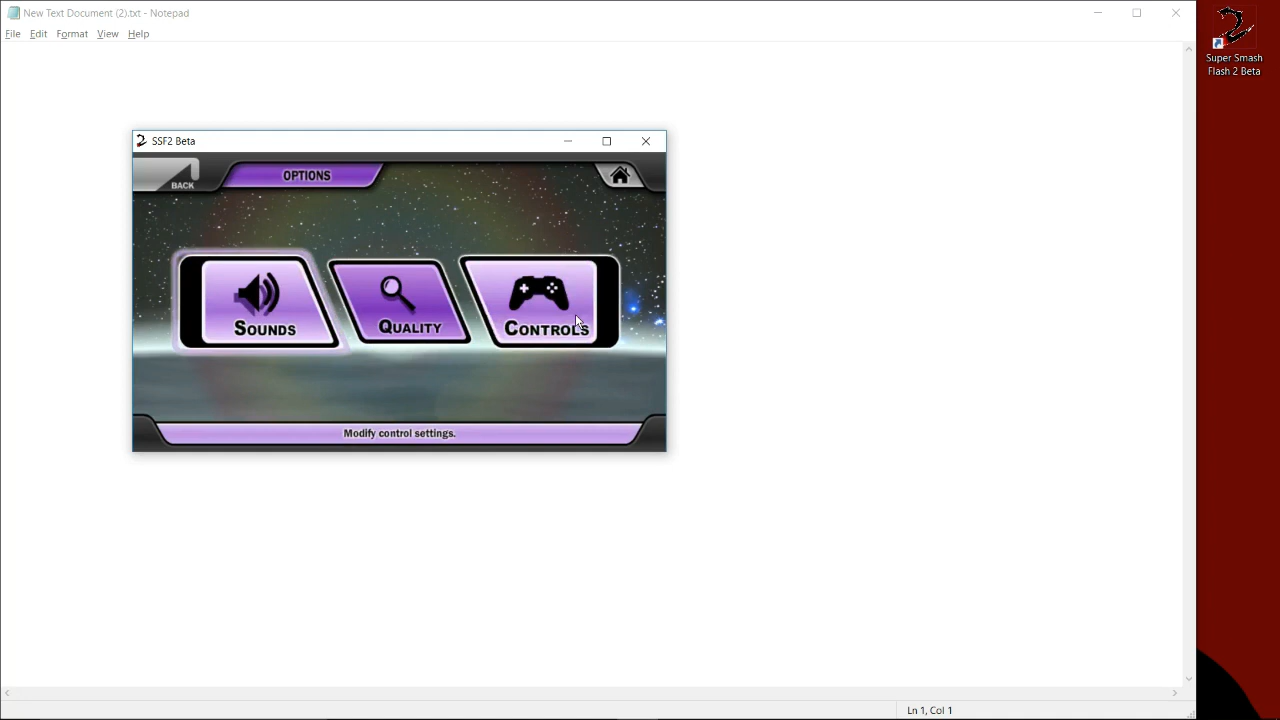 New Text Document (2).txt - Notepad
File Edit Format View Help
Super Smash
Flash 2 Beta
SSF2 Beta
BACK
OPTIONS
SOUNDS
QUALITY
CONTROLS
Modify control settings.
Ln 1, Col 1